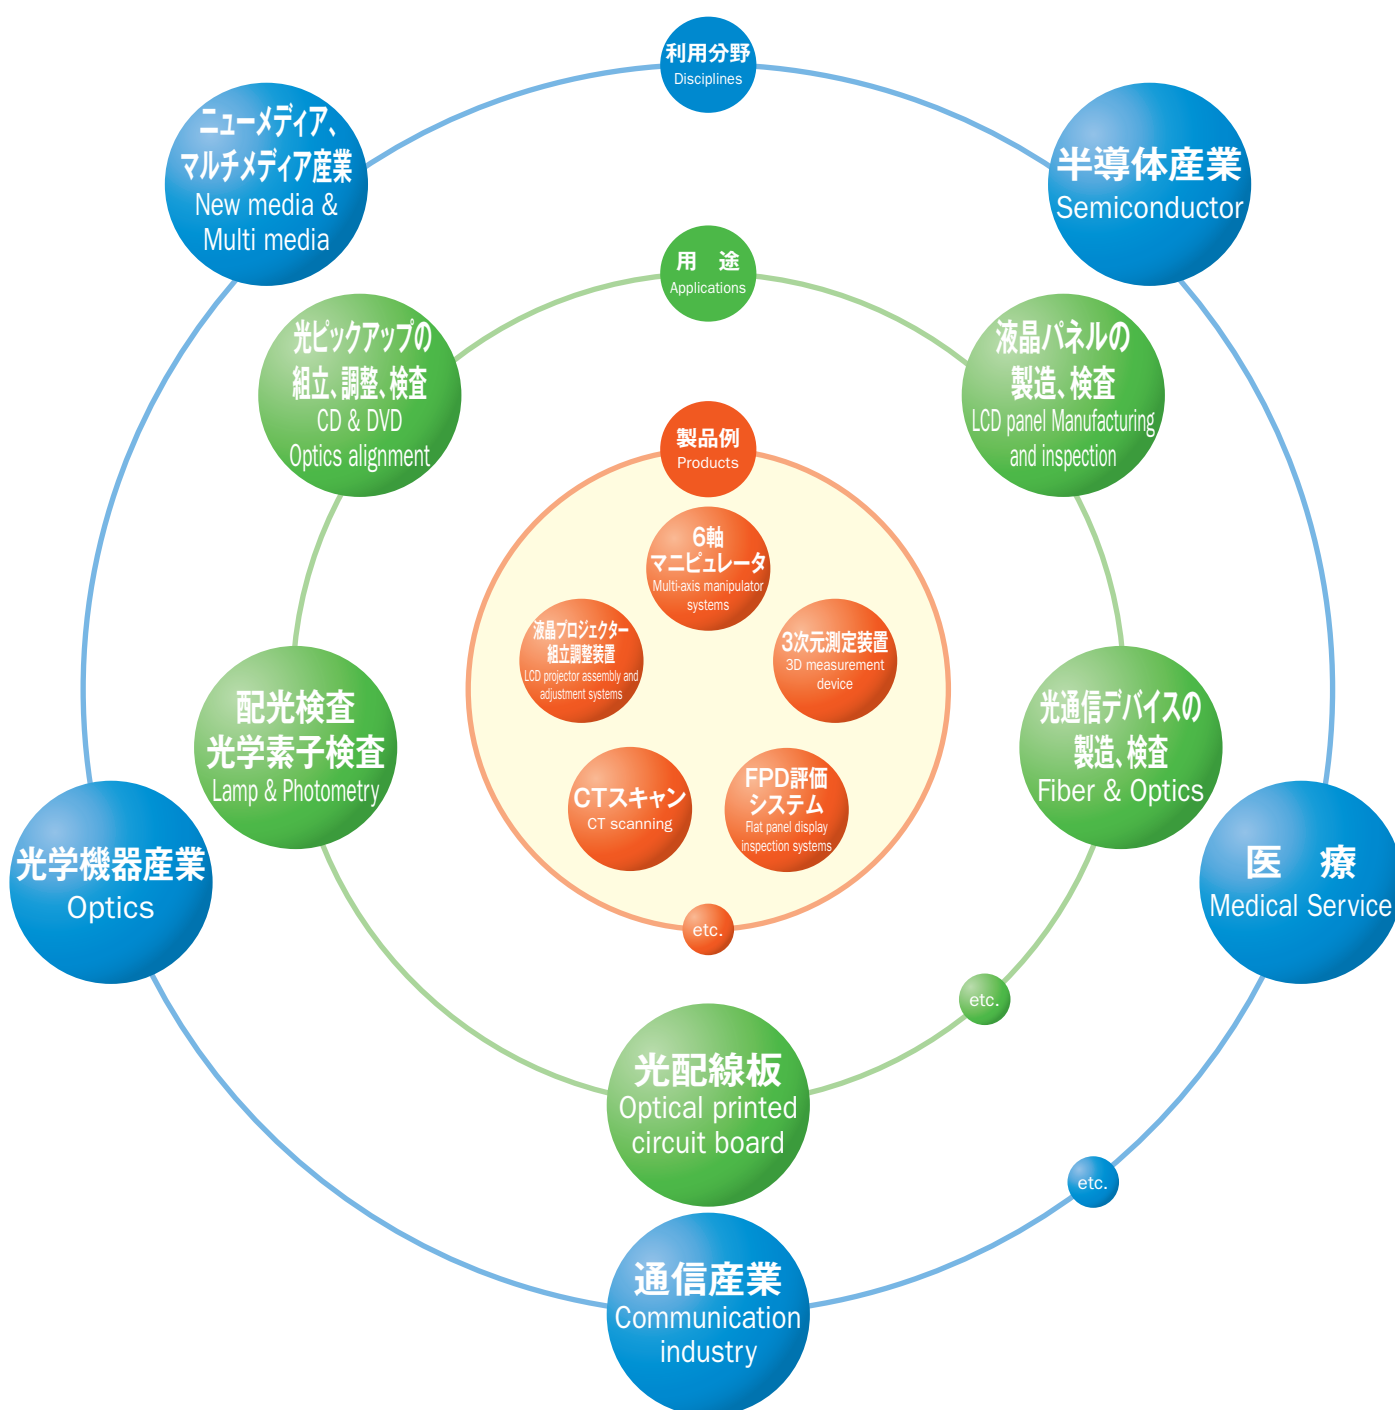 利用分野
Disciplines
ニューメディア、
マルチメディア産業
New media &
Multi media
半導体産業
Semiconductor
用　途
Applications
光ピックアップの
組立、調整、検査
CD & DVD
Optics alignment
液晶パネルの
製造、検査
LCD panel Manufacturing
and inspection
製品例
Products
6軸
マニピュレータ
Multi-axis manipulator
systems
液晶プロジェクター
組立調整装置
LCD projector assembly and
adjustment systems
3次元測定装置
3D measurement
device
配光検査
光学素子検査
Lamp & Photometry
光通信デバイスの
製造、検査
Fiber & Optics
CTスキャン
CT scanning
FPD評価
システム
Flat panel display
inspection systems
光学機器産業
Optics
医　療
Medical Service
etc.
etc.
光配線板
Optical printed
circuit board
etc.
通信産業
Communication
industry